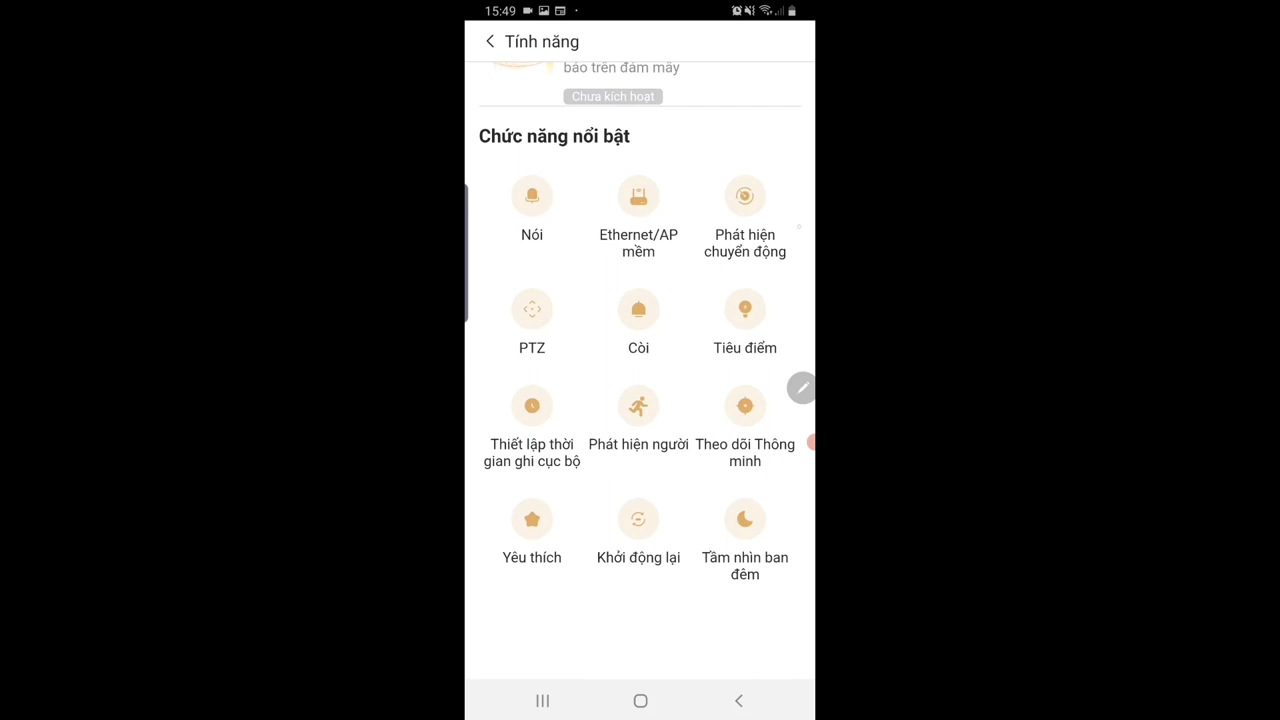 15:49
Tính năng
báo trên đám mây
Chưa kích hoạt
Chức năng nổi bật
Nói
Ethernet/AP mềm
Phát hiện chuyển động
PTZ
Còi
Tiêu điểm
Thiết lập thời gian ghi cục bộ
Phát hiện người
Theo dõi Thông minh
Yêu thích
Khởi động lại
Tầm nhìn ban đêm